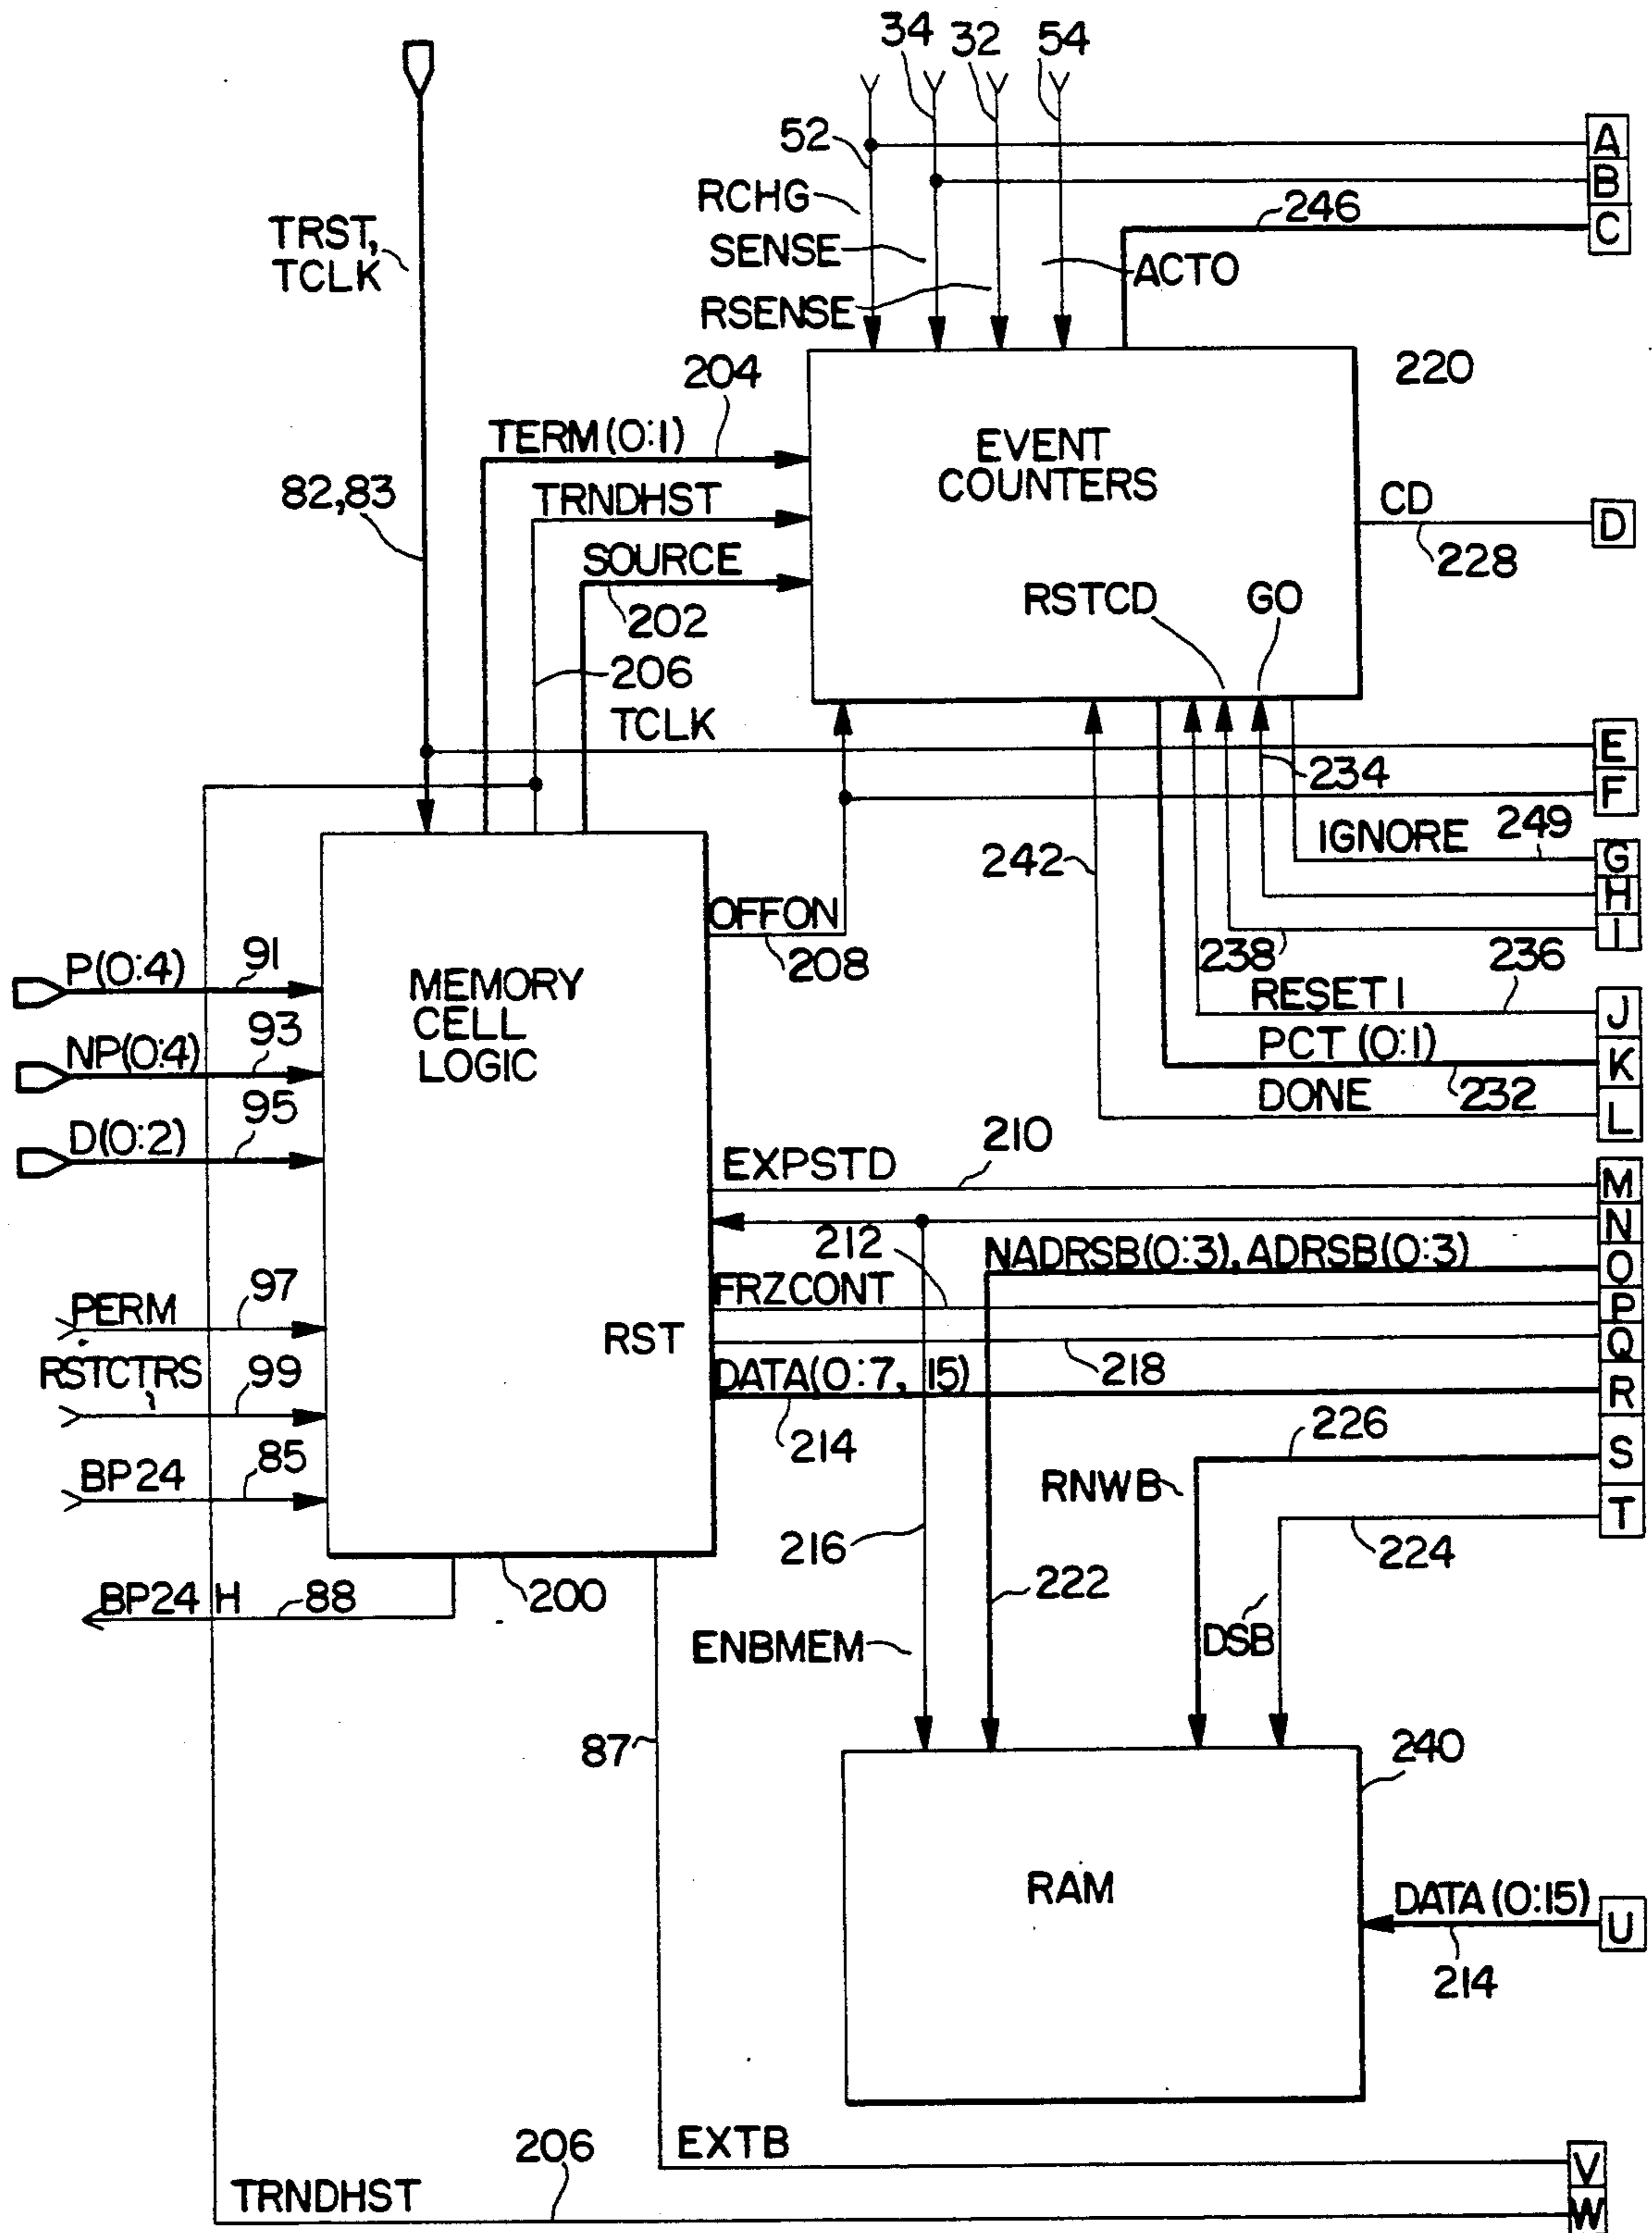 34 32 54
52
A
RCHG
B
246
C
TRST,
TCLK
SENSE
ACTO
RSENSE
204
220
TERM (0:1)
EVENT
COUNTERS
82,83
TRNDHST
CD
D
228
SOURCE
202
RSTCD
GO
206
TCLK
E
234
F
IGNORE
249
G
242
H
OFFON
208
I
238
236
P(0:4)
91
MEMORY
CELL
LOGIC
RESET I
J
NP(0:4)
93
PCT (0:1)
K
232
95
DONE
L
D(0:2)
210
EXPSTD
M
N
212
NADRSB(0:3), ADRSB(0:3)
O
97
PERM
FRZCONT
P
RST
Q
218
RSTCTRS
99
DATA(0:7, 15)
R
214
226
S
85
BP24
RNWB
T
216
224
BP24 H
88
200
222
DSB
ENBMEM
87
240
RAM
DATA (0:15)
U
214
206
EXTB
V
TRNDHST
W